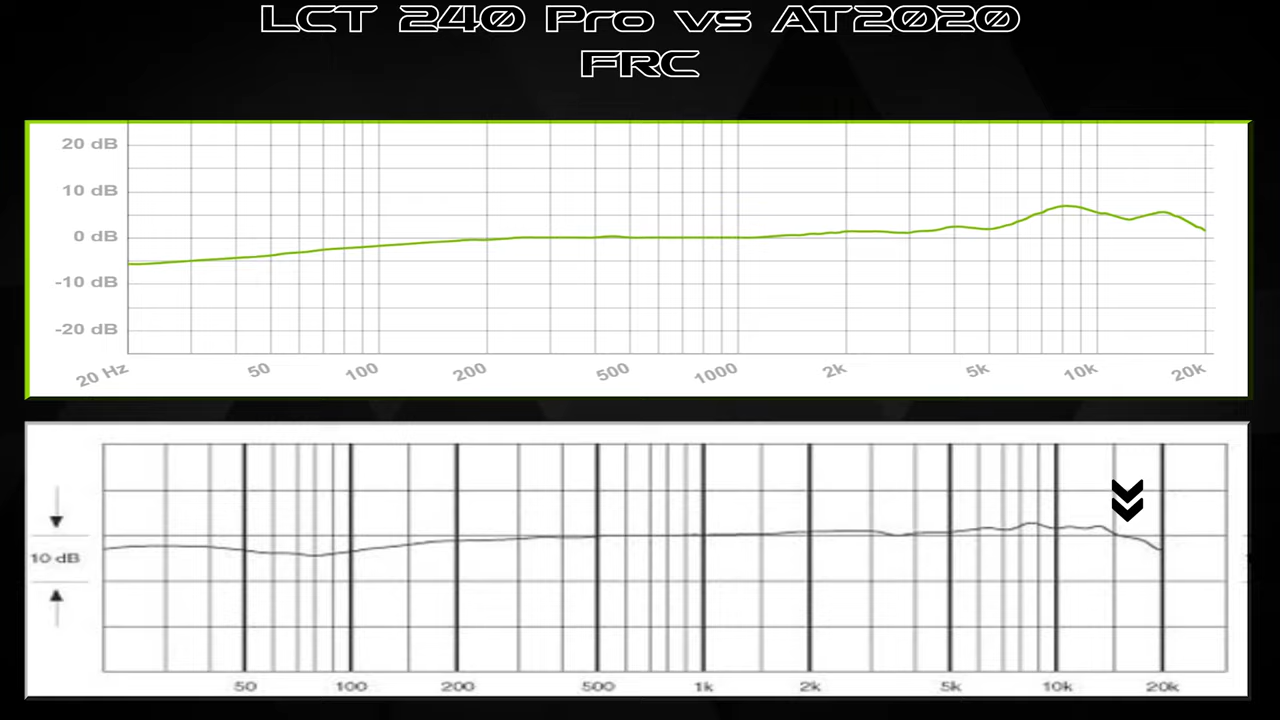 LCT 240 Pro vs AT2020
FRC
20 dB
10 dB
0 dB
-10 dB
-20 dB
20 Hz 50 100 200 500 1000 2k 5k 10k 20k
10 dB
50 100 200 500 1k 2k 5k 10k 20k